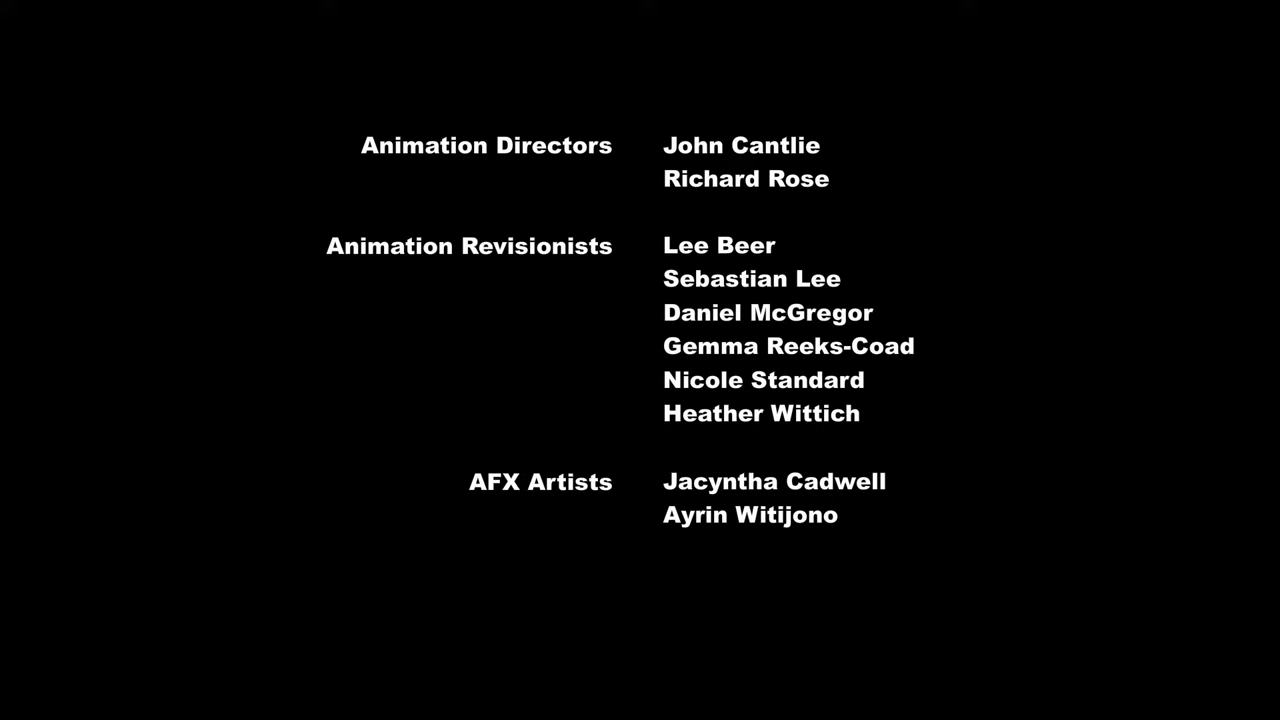 Animation Directors John Cantlie
Richard Rose
Animation Revisionists Lee Beer
Sebastian Lee
Daniel McGregor
Gemma Reeks-Coad
Nicole Standard
Heather Wittich
AFX Artists Jacyntha Cadwell
Ayrin Witijono